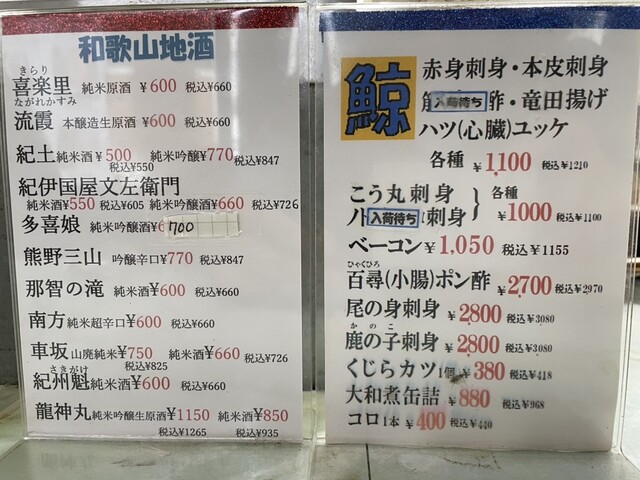 和歌山地酒
きらり
喜楽里 純米原酒 ¥600 税込¥660
ながれかすみ
流霞 本醸造生原酒 ¥600 税込¥660
紀土 純米酒 ¥500 純米吟醸 ¥770 税込¥847
税込¥550
紀伊国屋文左衛門
純米酒 ¥550 税込¥605 純米吟醸酒 ¥660 税込¥726
多喜娘 純米吟醸酒 ¥6 700
熊野三山 吟醸辛口 ¥770 税込¥847
那智の滝 純米酒 ¥600 税込¥660
南方 純米超辛口 ¥600 税込¥660
車坂 山廃純米 ¥750 純米酒 ¥660 税込¥726
税込¥825
さきがけ
紀州魁 純米酒 ¥600 税込¥660
龍神丸 純米吟醸生原酒 ¥1150 純米酒 ¥850
税込¥1265 税込¥935
鯨
赤身刺身・本皮刺身
入荷待ち 酢・竜田揚げ
ハツ(心臓)ユッケ
各種 ¥1,100 税込¥1210
こう丸刺身 各種
入荷待ち 刺身 ¥1000 税込¥1100
ベーコン ¥1,050 税込¥1155
ひゃくひろ
百尋(小腸)ポン酢 ¥2700 税込¥2970
尾の身刺身 ¥2800 税込¥3080
かのこ
鹿の子刺身 ¥2800 税込¥3080
くじらカツ 1個 ¥380 税込¥418
大和煮缶詰 ¥880 税込¥968
コロ 1本 ¥400 税込¥440